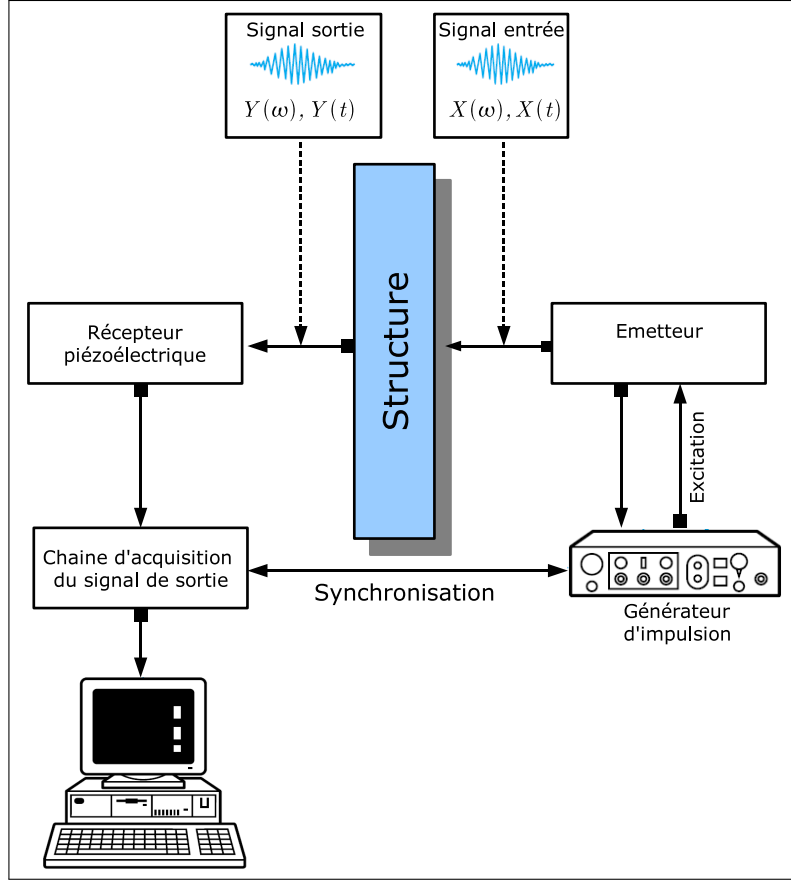 Signal sortie
Y(ω), Y(t)
Signal entrée
X(ω), X(t)
Structure
Récepteur
piézoélectrique
Emetteur
Excitation
Chaine d'acquisition
du signal de sortie
Synchronisation
Générateur
d'impulsion